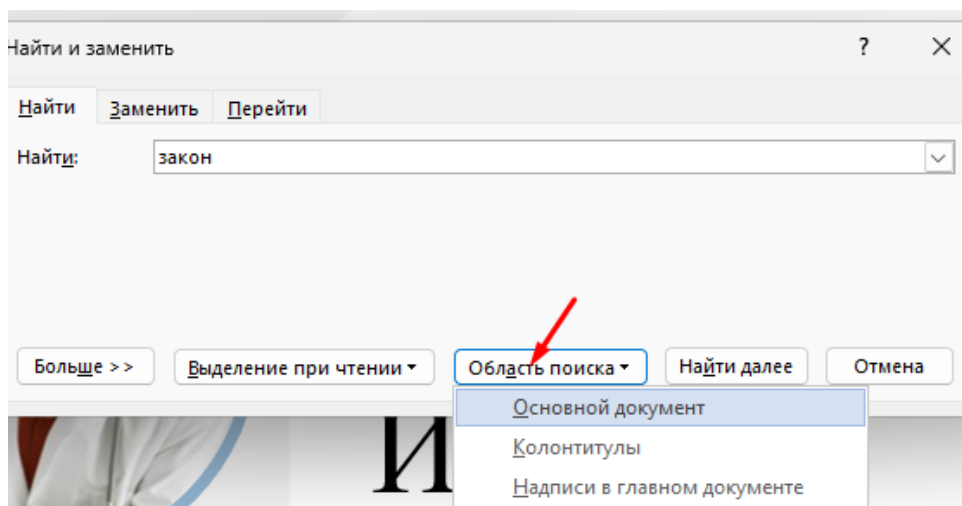 Найти и заменить ?
Найти Заменить Перейти
Найти: закон
Больше >> Выделение при чтении Область поиска Найти далее Отмена
Основной документ
Колонтитулы
Надписи в главном документе
И